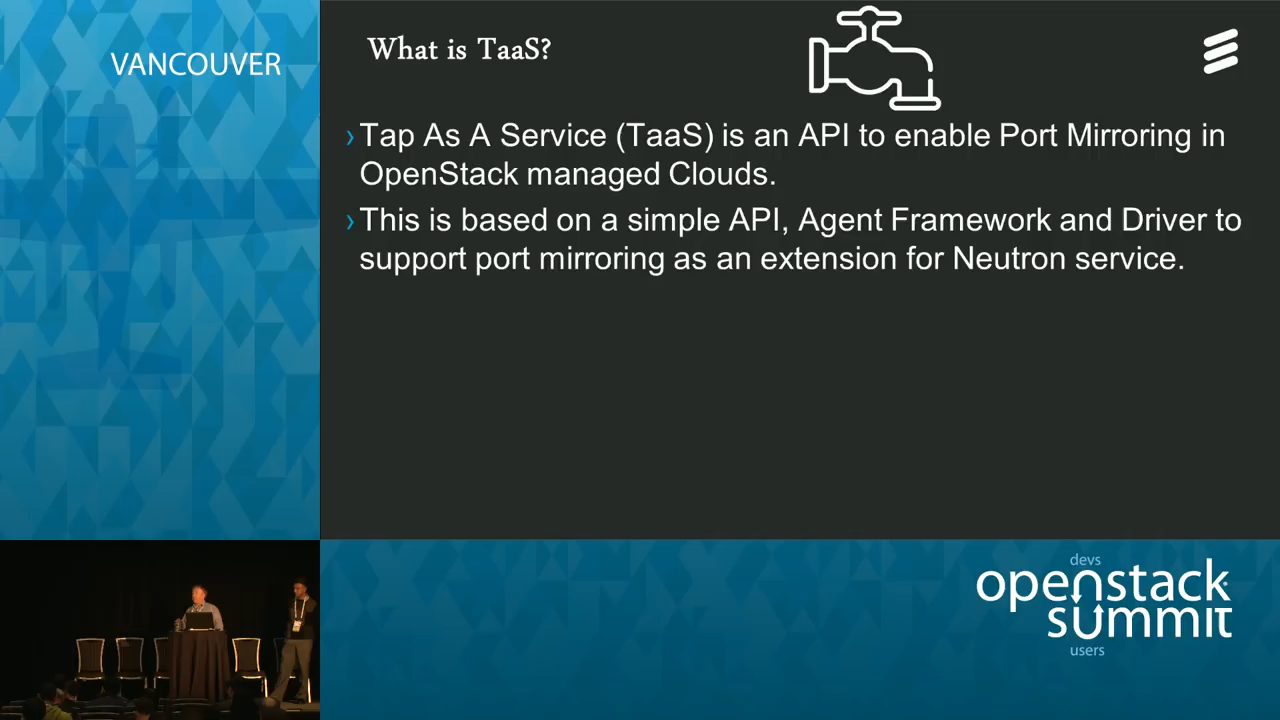 VANCOUVER
What is TaaS?
› Tap As A Service (TaaS) is an API to enable Port Mirroring in
OpenStack managed Clouds.
› This is based on a simple API, Agent Framework and Driver to
support port mirroring as an extension for Neutron service.
devs
openstack
summit
users